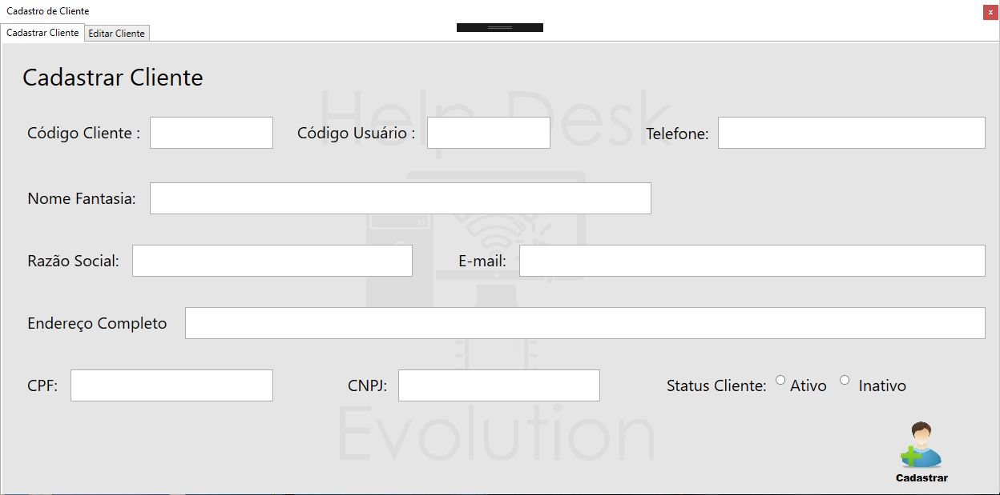 Cadastro de Cliente
x
Cadastrar Cliente Editar Cliente
Cadastrar Cliente
Help Desk
Código Cliente : Código Usuário : Telefone:
Nome Fantasia:
Razão Social: E-mail:
Endereço Completo
CPF: CNPJ: Status Cliente: Ativo Inativo
Evolution
Cadastrar